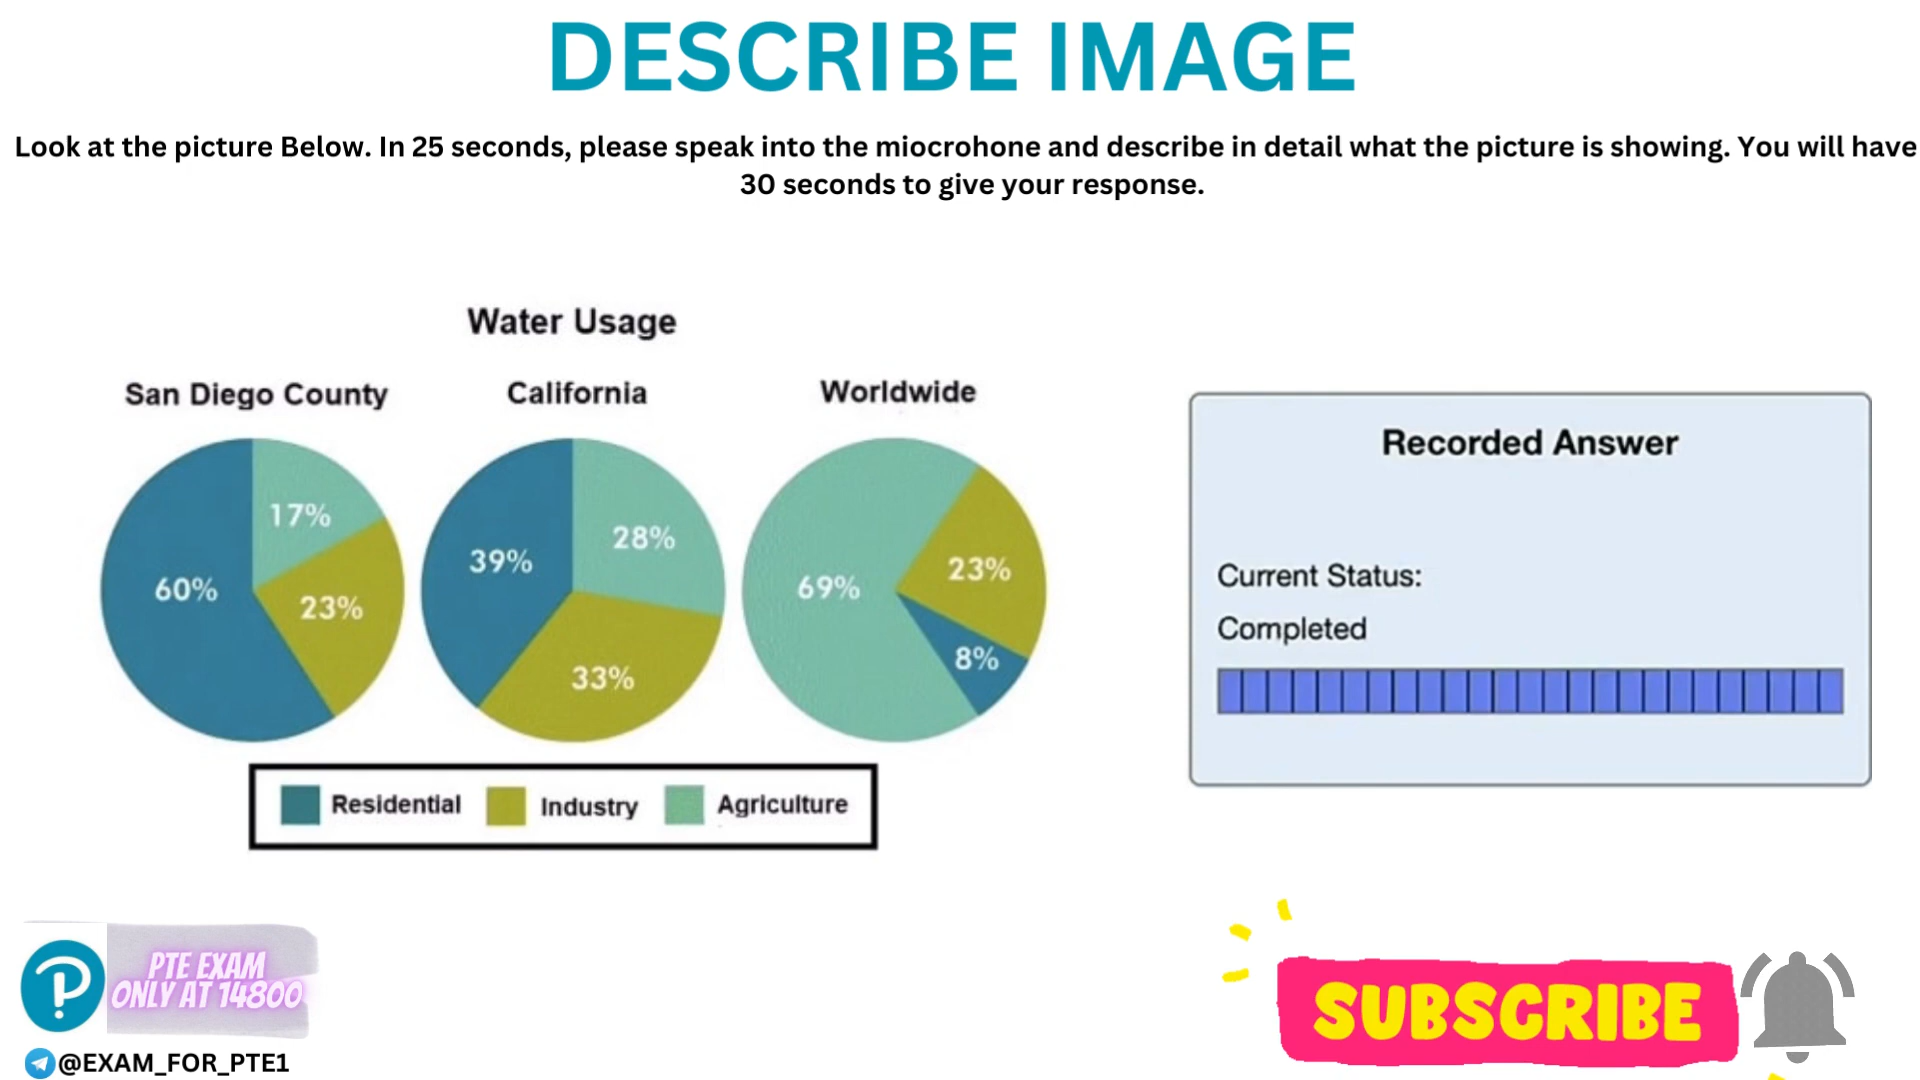 DESCRIBE IMAGE
Look at the picture Below. In 25 seconds, please speak into the miocrohone and describe in detail what the picture is showing. You will have
30 seconds to give your response.
Water Usage
San Diego County
California
Worldwide
17%
60%
23%
39%
28%
33%
69%
23%
8%
Residential
Industry
Agriculture
Recorded Answer
Current Status:
Completed
PTE EXAM
ONLY AT 14800
@EXAM_FOR_PTE1
SUBSCRIBE